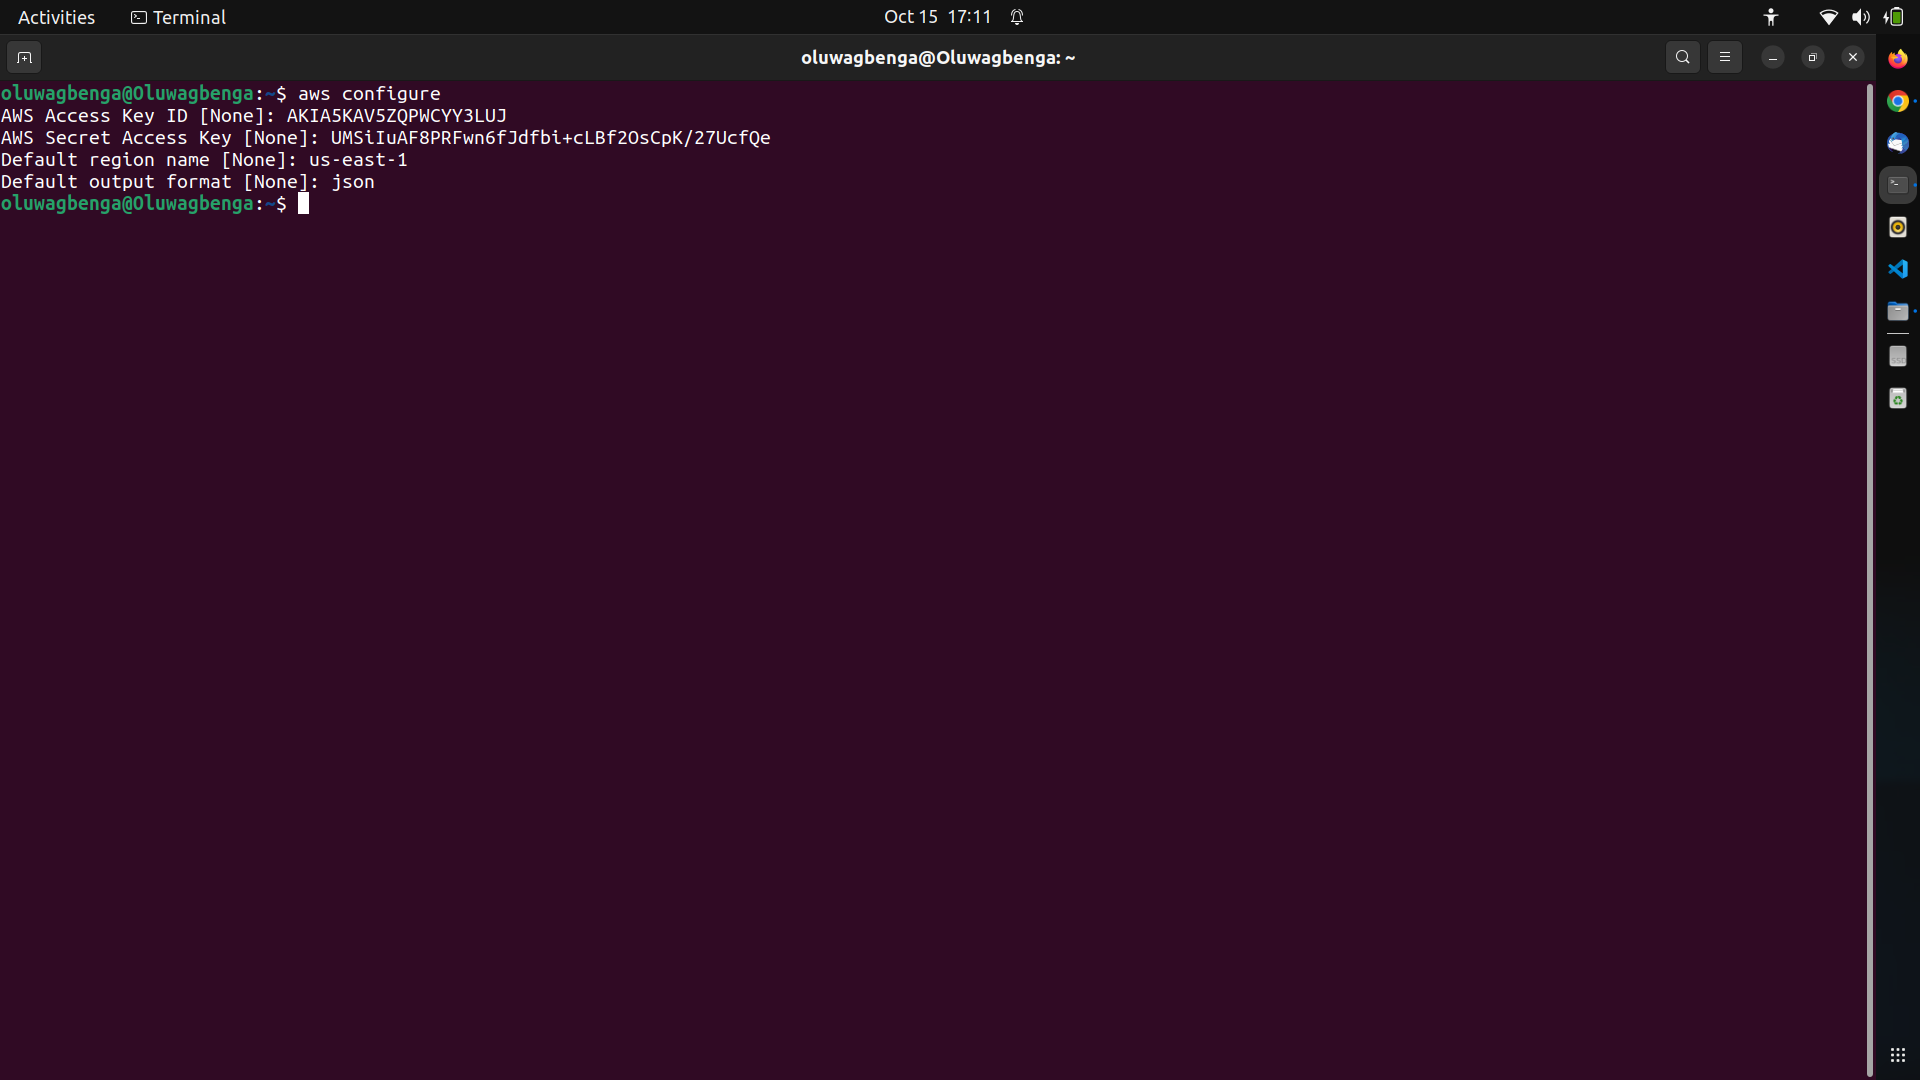 Activities
Terminal
Oct 15 17:11
oluwagbenga@Oluwagbenga: ~
oluwagbenga@Oluwagbenga:~$ aws configure
AWS Access Key ID [None]: AKIA5KAV5ZQPWCYY3LUJ
AWS Secret Access Key [None]: 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
Default region name [None]: us-east-1
Default output format [None]: json
oluwagbenga@Oluwagbenga:~$